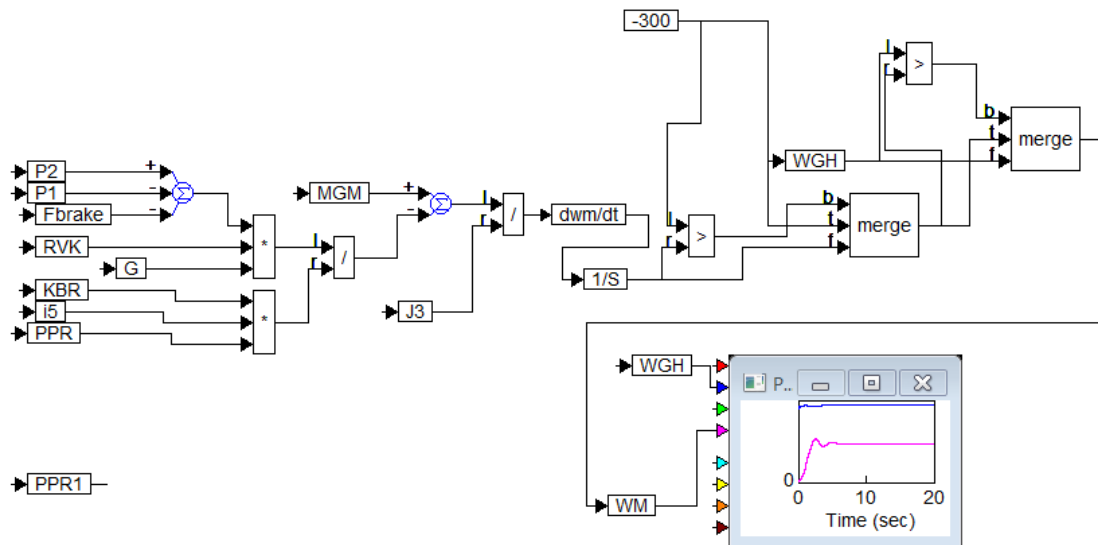 -300
l
r
>
b
t
f
merge
WGH
P2
P1
Fbrake
+
-
-
Σ
RVK
G
*
KBR
i5
PPR
*
l
r
/
MGM
+
-
Σ
l
r
/
J3
dwm/dt
1/S
l
r
>
b
t
f
merge
WGH
WM
PPR1
P..
0
0
10
20
Time (sec)